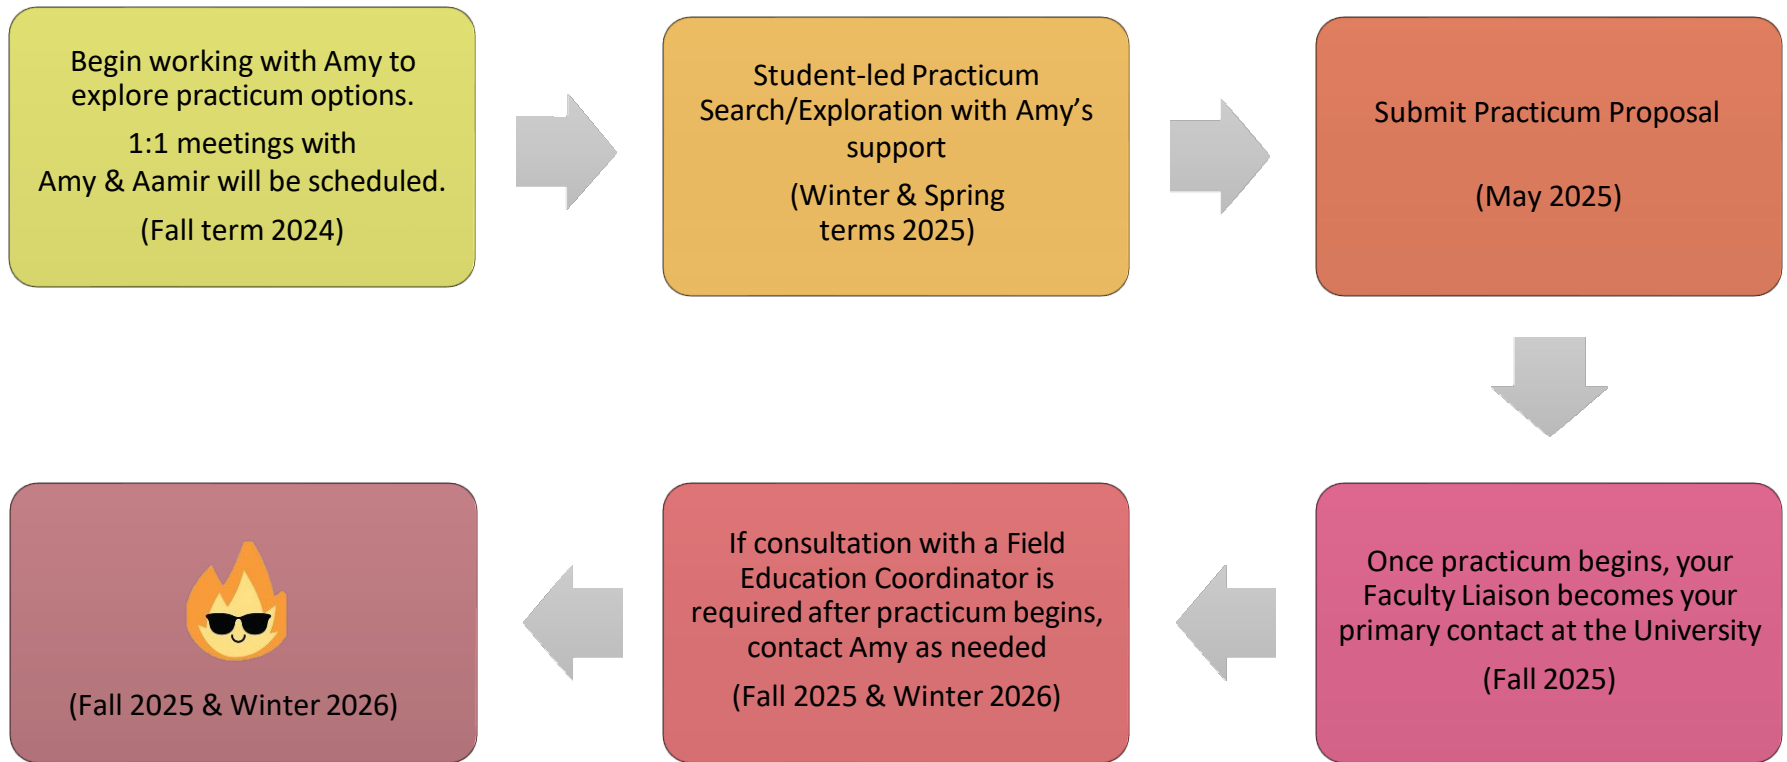 Begin working with Amy to
explore practicum options.
1:1 meetings with
Amy & Aamir will be scheduled.
(Fall term 2024)
Student-led Practicum
Search/Exploration with Amy’s
support
(Winter & Spring
terms 2025)
Submit Practicum Proposal
(May 2025)
Once practicum begins, your
Faculty Liaison becomes your
primary contact at the University
(Fall 2025)
If consultation with a Field
Education Coordinator is
required after practicum begins,
contact Amy as needed
(Fall 2025 & Winter 2026)
(Fall 2025 & Winter 2026)